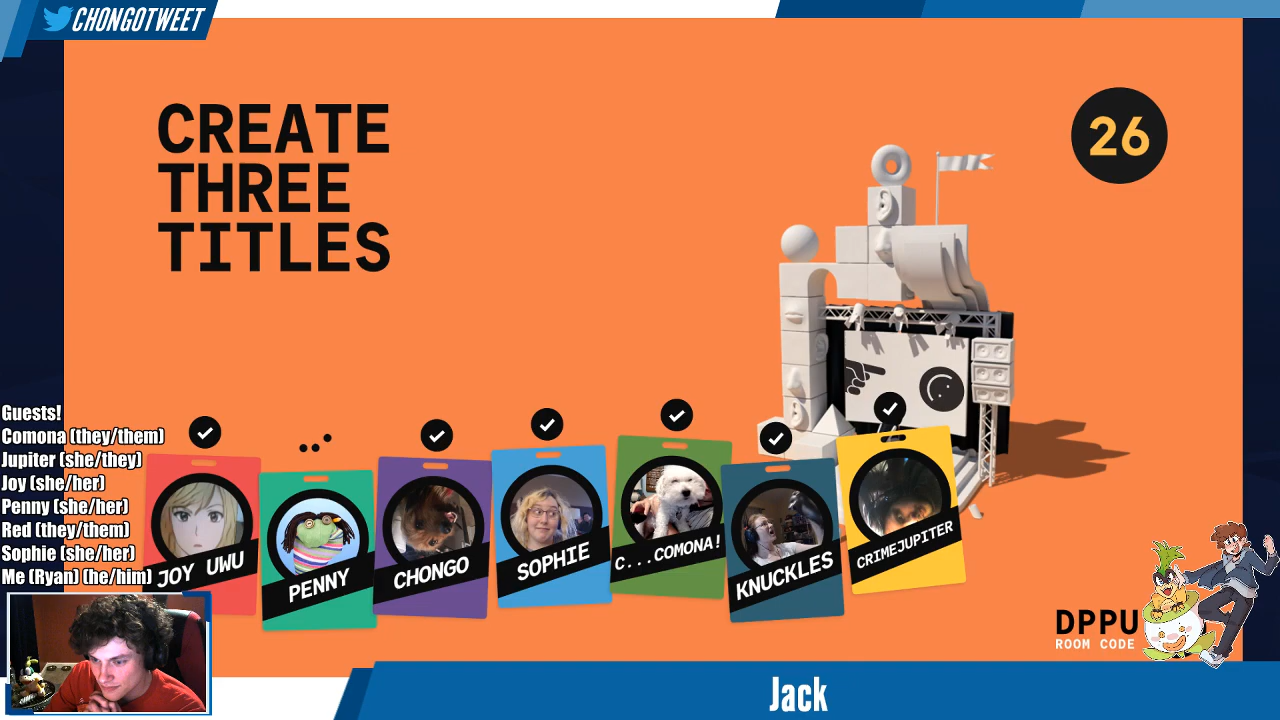 CHONGOTWEET
CREATE
THREE
TITLES
26
Guests!
Comona (they/them)
Jupiter (she/they)
Joy (she/her)
Penny (she/her)
Red (they/them)
Sophie (she/her)
Me (Ryan) (he/him)
JOY UWU
PENNY
CHONGO
SOPHIE
C...COMONA!
KNUCKLES
CRIMEJUPITER
DPPU
ROOM CODE
Jack